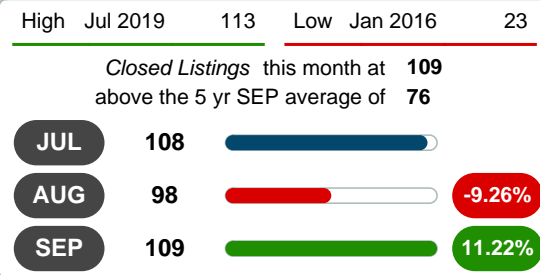 High Jul 2019 113 Low Jan 2016 23
Closed Listings this month at 109
above the 5 yr SEP average of 76
JUL 108
AUG 98 -9.26%
SEP 109 11.22%